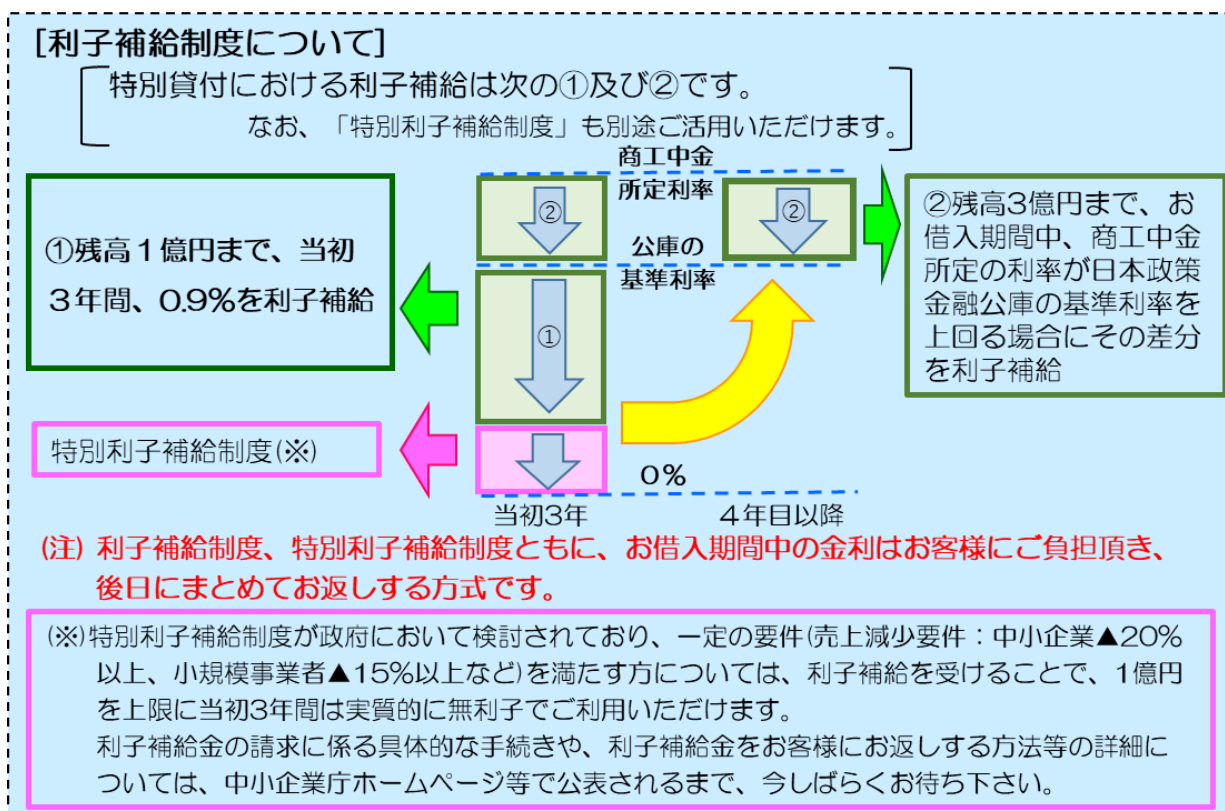 [利子補給制度について]
特別貸付における利子補給は次の①及び②です。
なお、「特別利子補給制度」も別途ご活用いただけます。
商工中金
所定利率
②
②
公庫の
基準利率
①残高１億円まで、当初
３年間、0.9%を利子補給
①
②残高3億円まで、お
借入期間中、商工中金
所定の利率が日本政策
金融公庫の基準利率を
上回る場合にその差分
を利子補給
特別利子補給制度(※)
０%
当初3年
４年目以降
(注) 利子補給制度、特別利子補給制度ともに、お借入期間中の金利はお客様にご負担頂き、
後日にまとめてお返しする方式です。
(※)特別利子補給制度が政府において検討されており、一定の要件(売上減少要件：中小企業▲20%
以上、小規模事業者▲15%以上など)を満たす方については、利子補給を受けることで、1億円
を上限に当初3年間は実質的に無利子でご利用いただけます。
利子補給金の請求に係る具体的な手続きや、利子補給金をお客様にお返しする方法等の詳細に
ついては、中小企業庁ホームページ等で公表されるまで、今しばらくお待ち下さい。